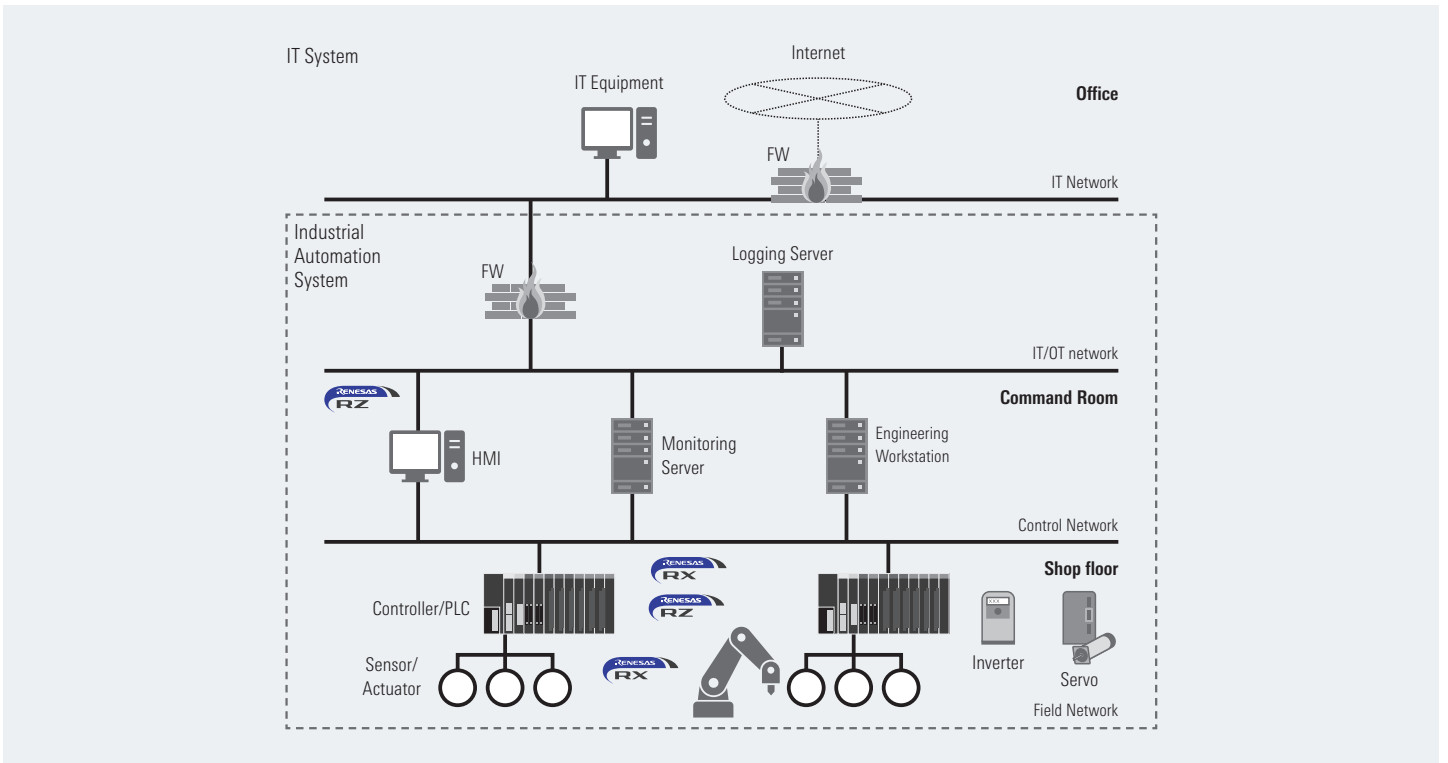 IT System
Internet
IT Equipment
Office
FW
IT Network
Industrial
Automation
System
FW
Logging Server
IT/OT network
RENESAS
RZ
Command Room
HMI
Monitoring
Server
Engineering
Workstation
Control Network
RENESAS
RX
Shop floor
Controller/PLC
RENESAS
RZ
XXX
Inverter
Servo
Sensor/
Actuator
RENESAS
RX
Field Network